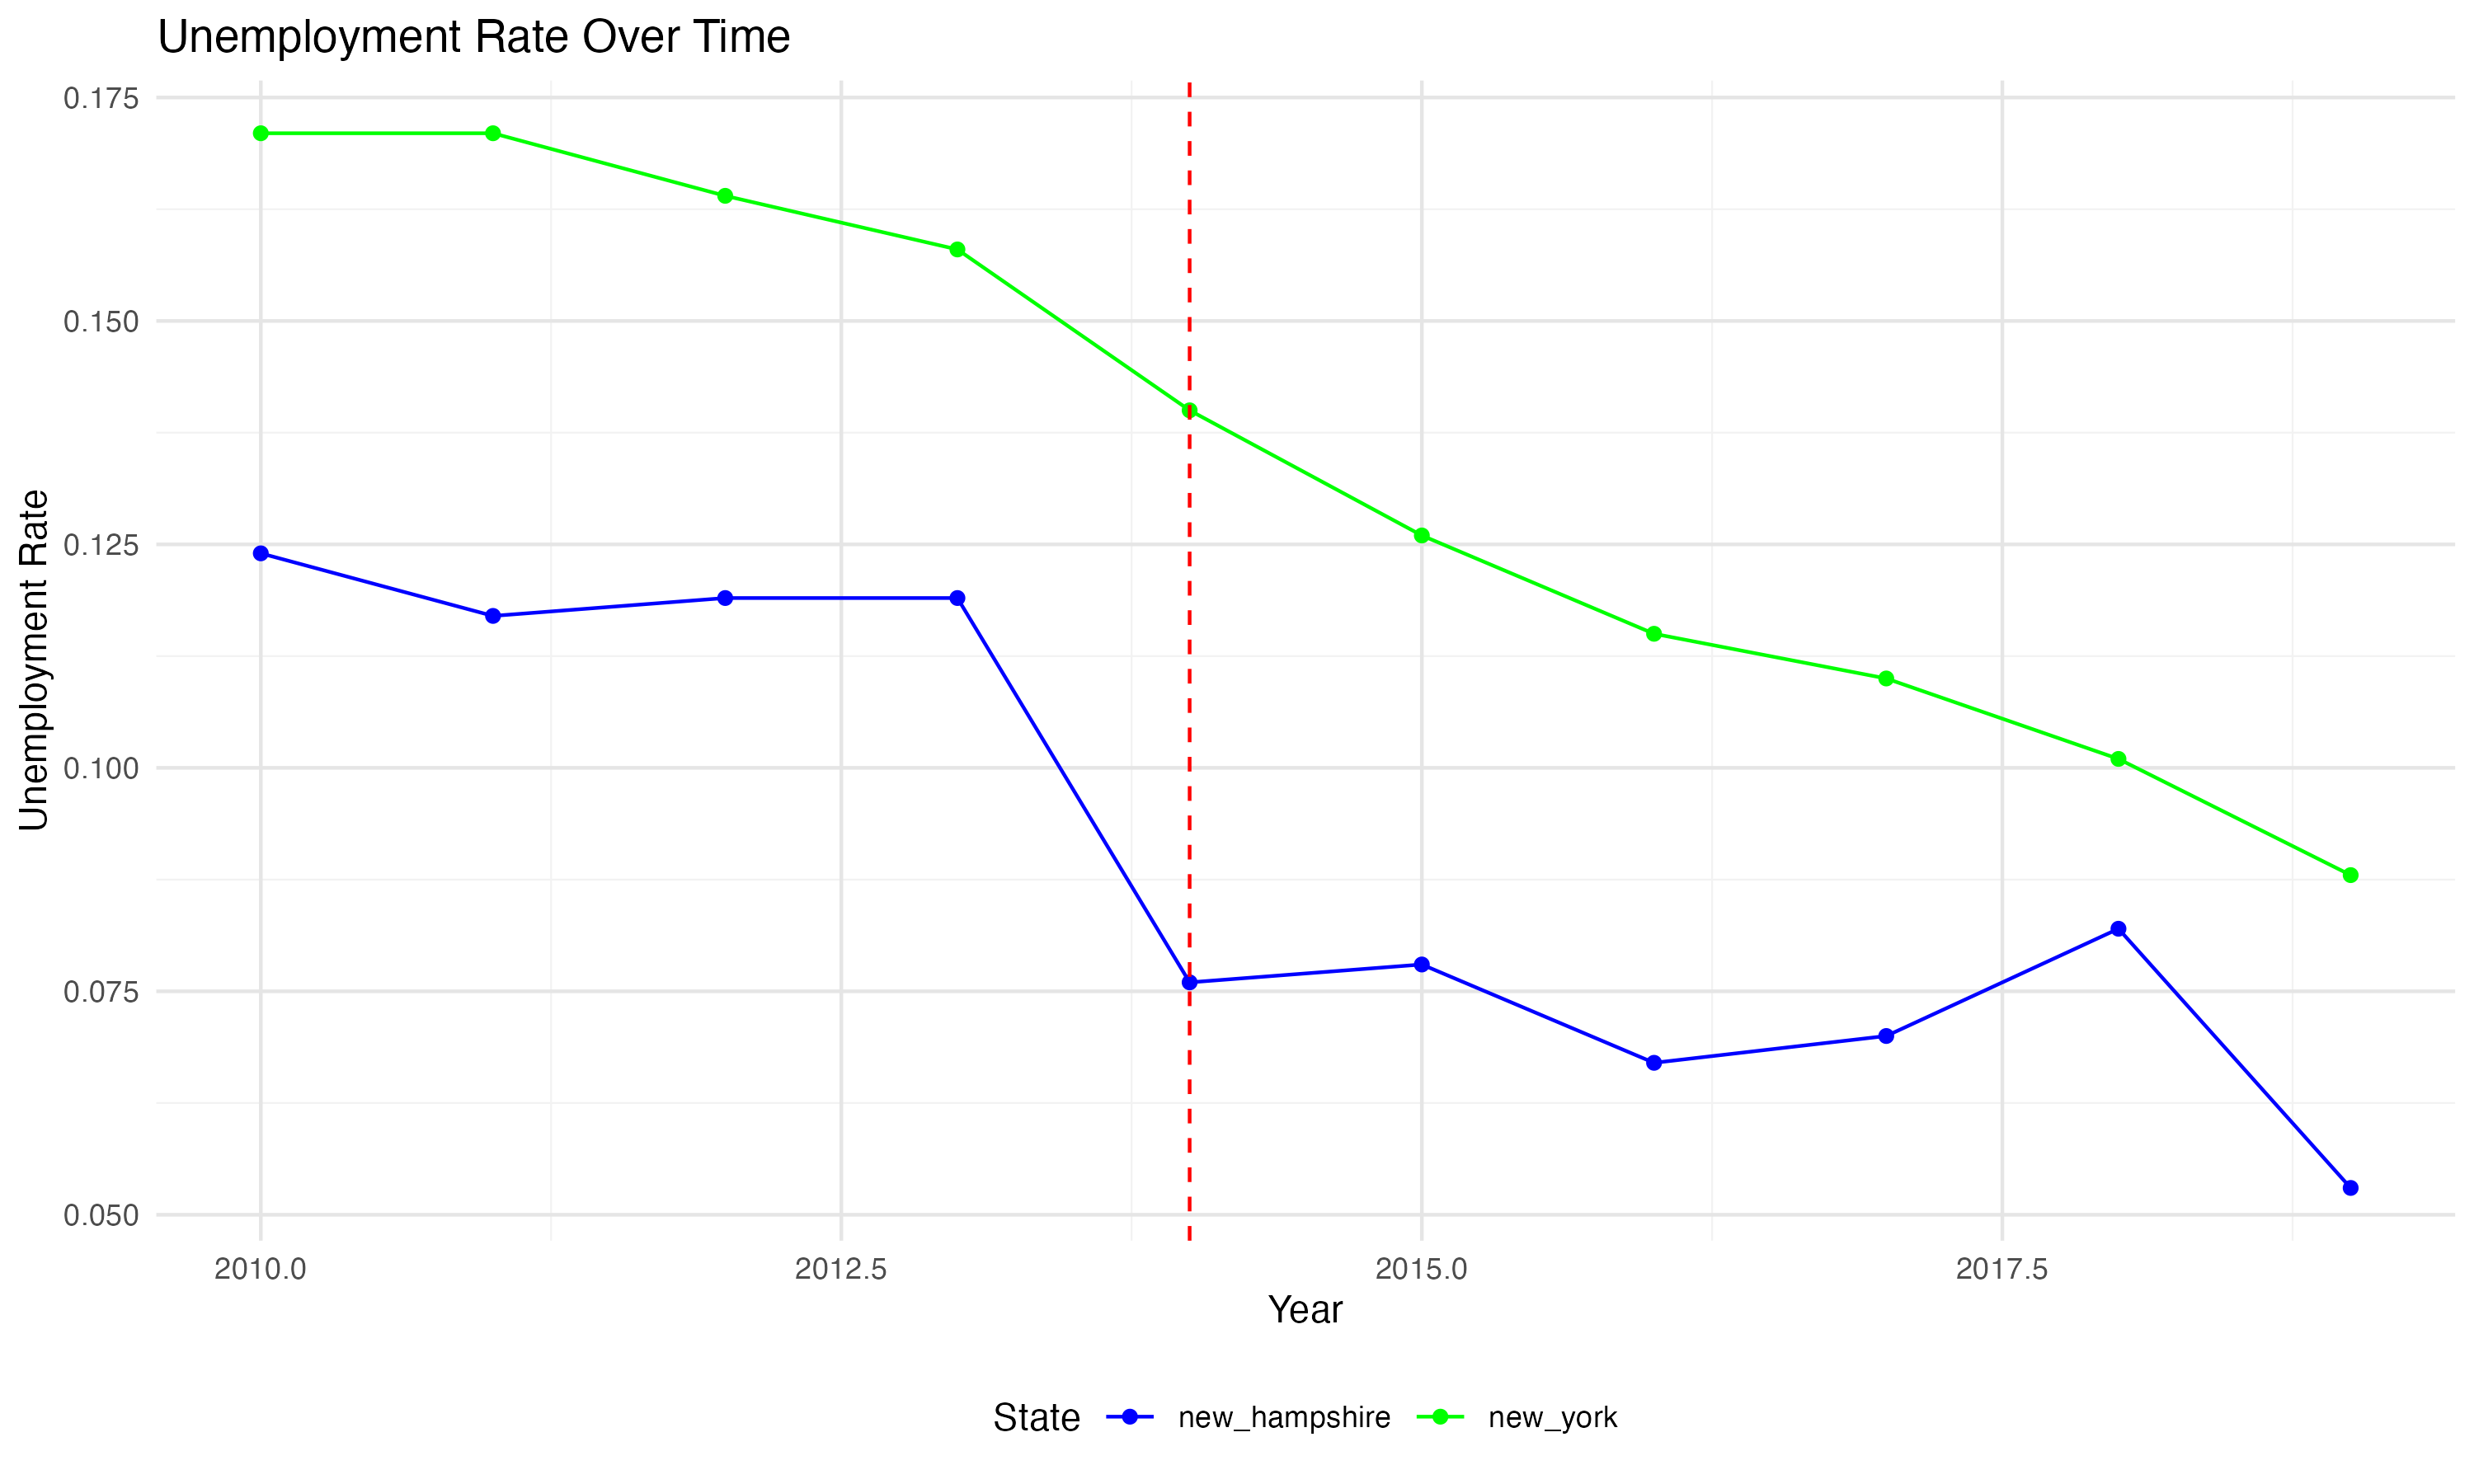 Unemployment Rate Over Time
Unemployment Rate
0.175
0.150
0.125
0.100
0.075
0.050
2010.0 2012.5 2015.0 2017.5
Year
State new_hampshire new_york